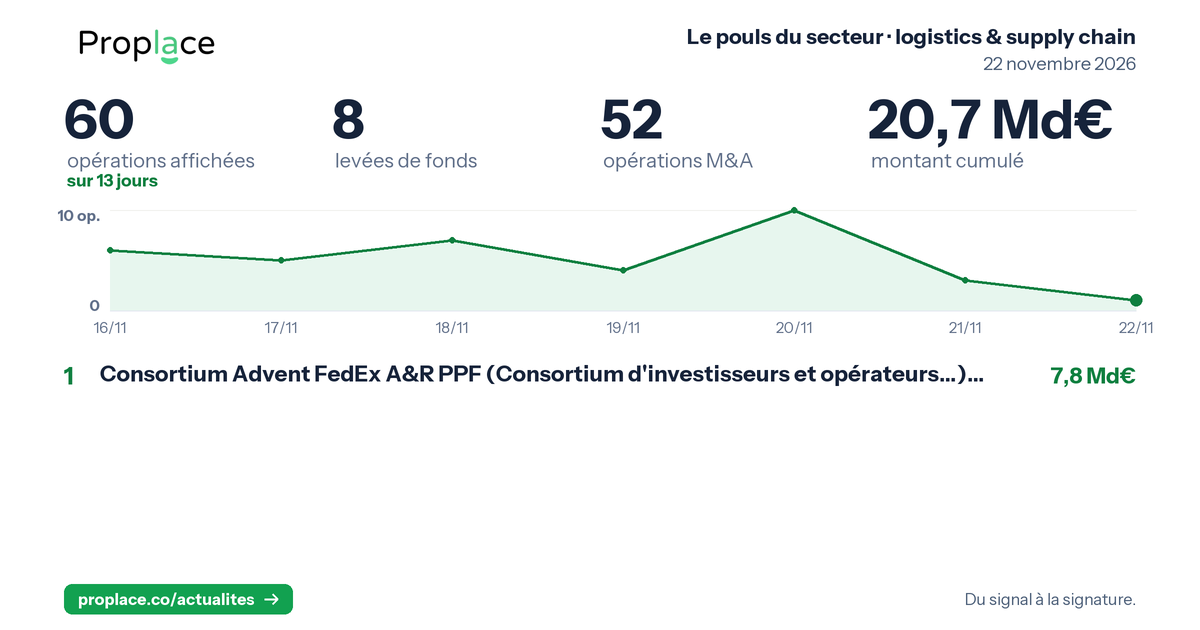 Proplace
Le pouls du secteur · logistics & supply chain
22 novembre 2026
60
opérations affichées
sur 13 jours
8
levées de fonds
52
opérations M&A
20,7 Md€
montant cumulé
10 op.
0
16/11
17/11
18/11
19/11
20/11
21/11
22/11
1 Consortium Advent FedEx A&R PPF (Consortium d'investisseurs et opérateurs...)... 7,8 Md€
proplace.co/actualites →
Du signal à la signature.